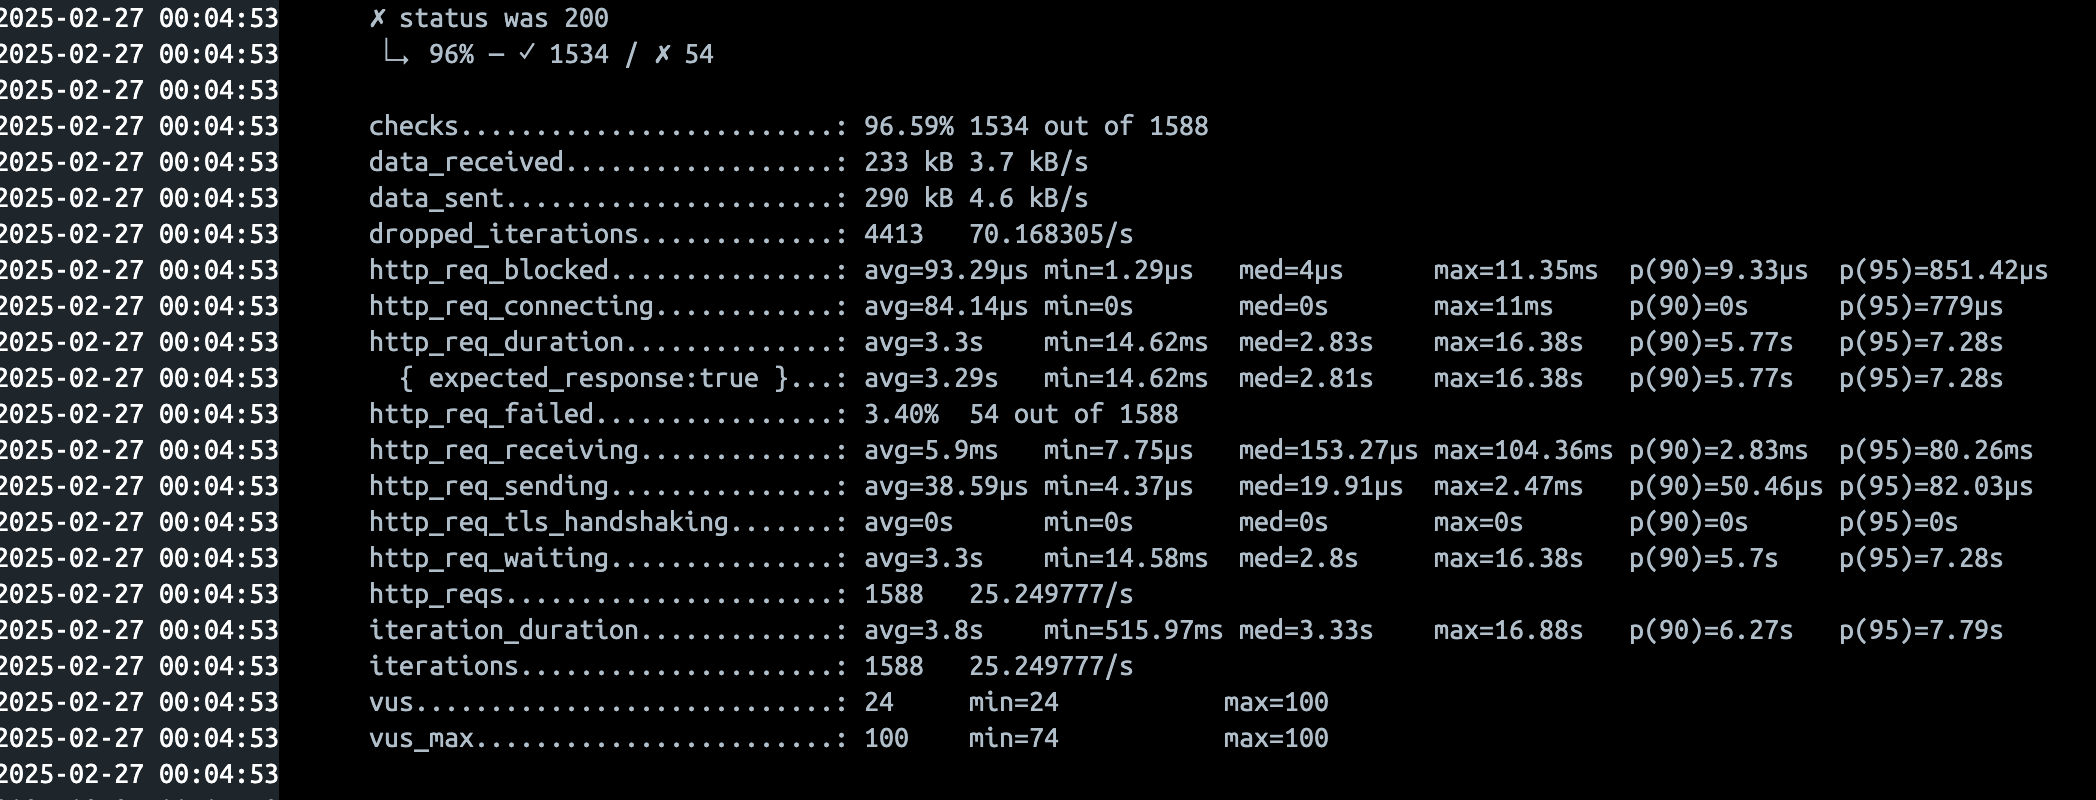 2025-02-27 00:04:53 ✗ status was 200
2025-02-27 00:04:53 ↳ 96% — ✓ 1534 / ✗ 54
2025-02-27 00:04:53
2025-02-27 00:04:53 checks.........................: 96.59% 1534 out of 1588
2025-02-27 00:04:53 data_received..................: 233 kB 3.7 kB/s
2025-02-27 00:04:53 data_sent......................: 290 kB 4.6 kB/s
2025-02-27 00:04:53 dropped_iterations.............: 4413   70.168305/s
2025-02-27 00:04:53 http_req_blocked...............: avg=93.29µs min=1.29µs   med=4µs      max=11.35ms  p(90)=9.33µs  p(95)=851.42µs
2025-02-27 00:04:53 http_req_connecting............: avg=84.14µs min=0s       med=0s       max=11ms     p(90)=0s      p(95)=779µs
2025-02-27 00:04:53 http_req_duration..............: avg=3.3s    min=14.62ms  med=2.83s    max=16.38s   p(90)=5.77s   p(95)=7.28s
2025-02-27 00:04:53   { expected_response:true }...: avg=3.29s   min=14.62ms  med=2.81s    max=16.38s   p(90)=5.77s   p(95)=7.28s
2025-02-27 00:04:53 http_req_failed................: 3.40%  54 out of 1588
2025-02-27 00:04:53 http_req_receiving.............: avg=5.9ms   min=7.75µs   med=153.27µs max=104.36ms p(90)=2.83ms  p(95)=80.26ms
2025-02-27 00:04:53 http_req_sending...............: avg=38.59µs min=4.37µs   med=19.91µs  max=2.47ms   p(90)=50.46µs p(95)=82.03µs
2025-02-27 00:04:53 http_req_tls_handshaking.......: avg=0s      min=0s       med=0s       max=0s       p(90)=0s      p(95)=0s
2025-02-27 00:04:53 http_req_waiting...............: avg=3.3s    min=14.58ms  med=2.8s     max=16.38s   p(90)=5.7s    p(95)=7.28s
2025-02-27 00:04:53 http_reqs......................: 1588   25.249777/s
2025-02-27 00:04:53 iteration_duration.............: avg=3.8s    min=515.97ms med=3.33s    max=16.88s   p(90)=6.27s   p(95)=7.79s
2025-02-27 00:04:53 iterations.....................: 1588   25.249777/s
2025-02-27 00:04:53 vus............................: 24     min=24           max=100
2025-02-27 00:04:53 vus_max........................: 100    min=74           max=100
2025-02-27 00:04:53